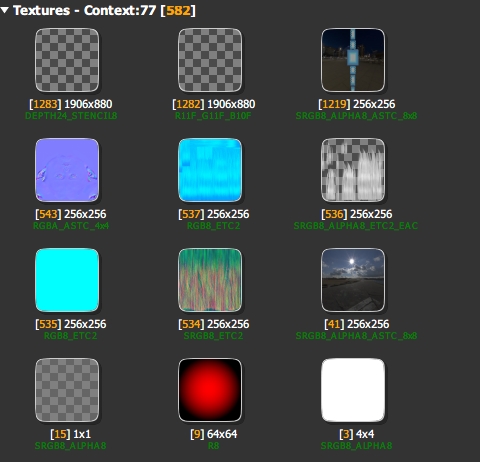 Textures - Context:77 [582]
[1283] 1906x880
DEPTH24_STENCIL8
[1282] 1906x880
R11F_G11F_B10F
[1219] 256x256
SRGB8_ALPHA8_ASTC_8x8
[543] 256x256
RGBA_ASTC_4x4
[537] 256x256
RGB8_ETC2
[536] 256x256
SRGB8_ALPHA8_ETC2_EAC
[535] 256x256
RGB8_ETC2
[534] 256x256
SRGB8_ETC2
[41] 256x256
SRGB8_ALPHA8_ASTC_8x8
[15] 1x1
SRGB8_ALPHA8
[9] 64x64
R8
[3] 4x4
SRGB8_ALPHA8